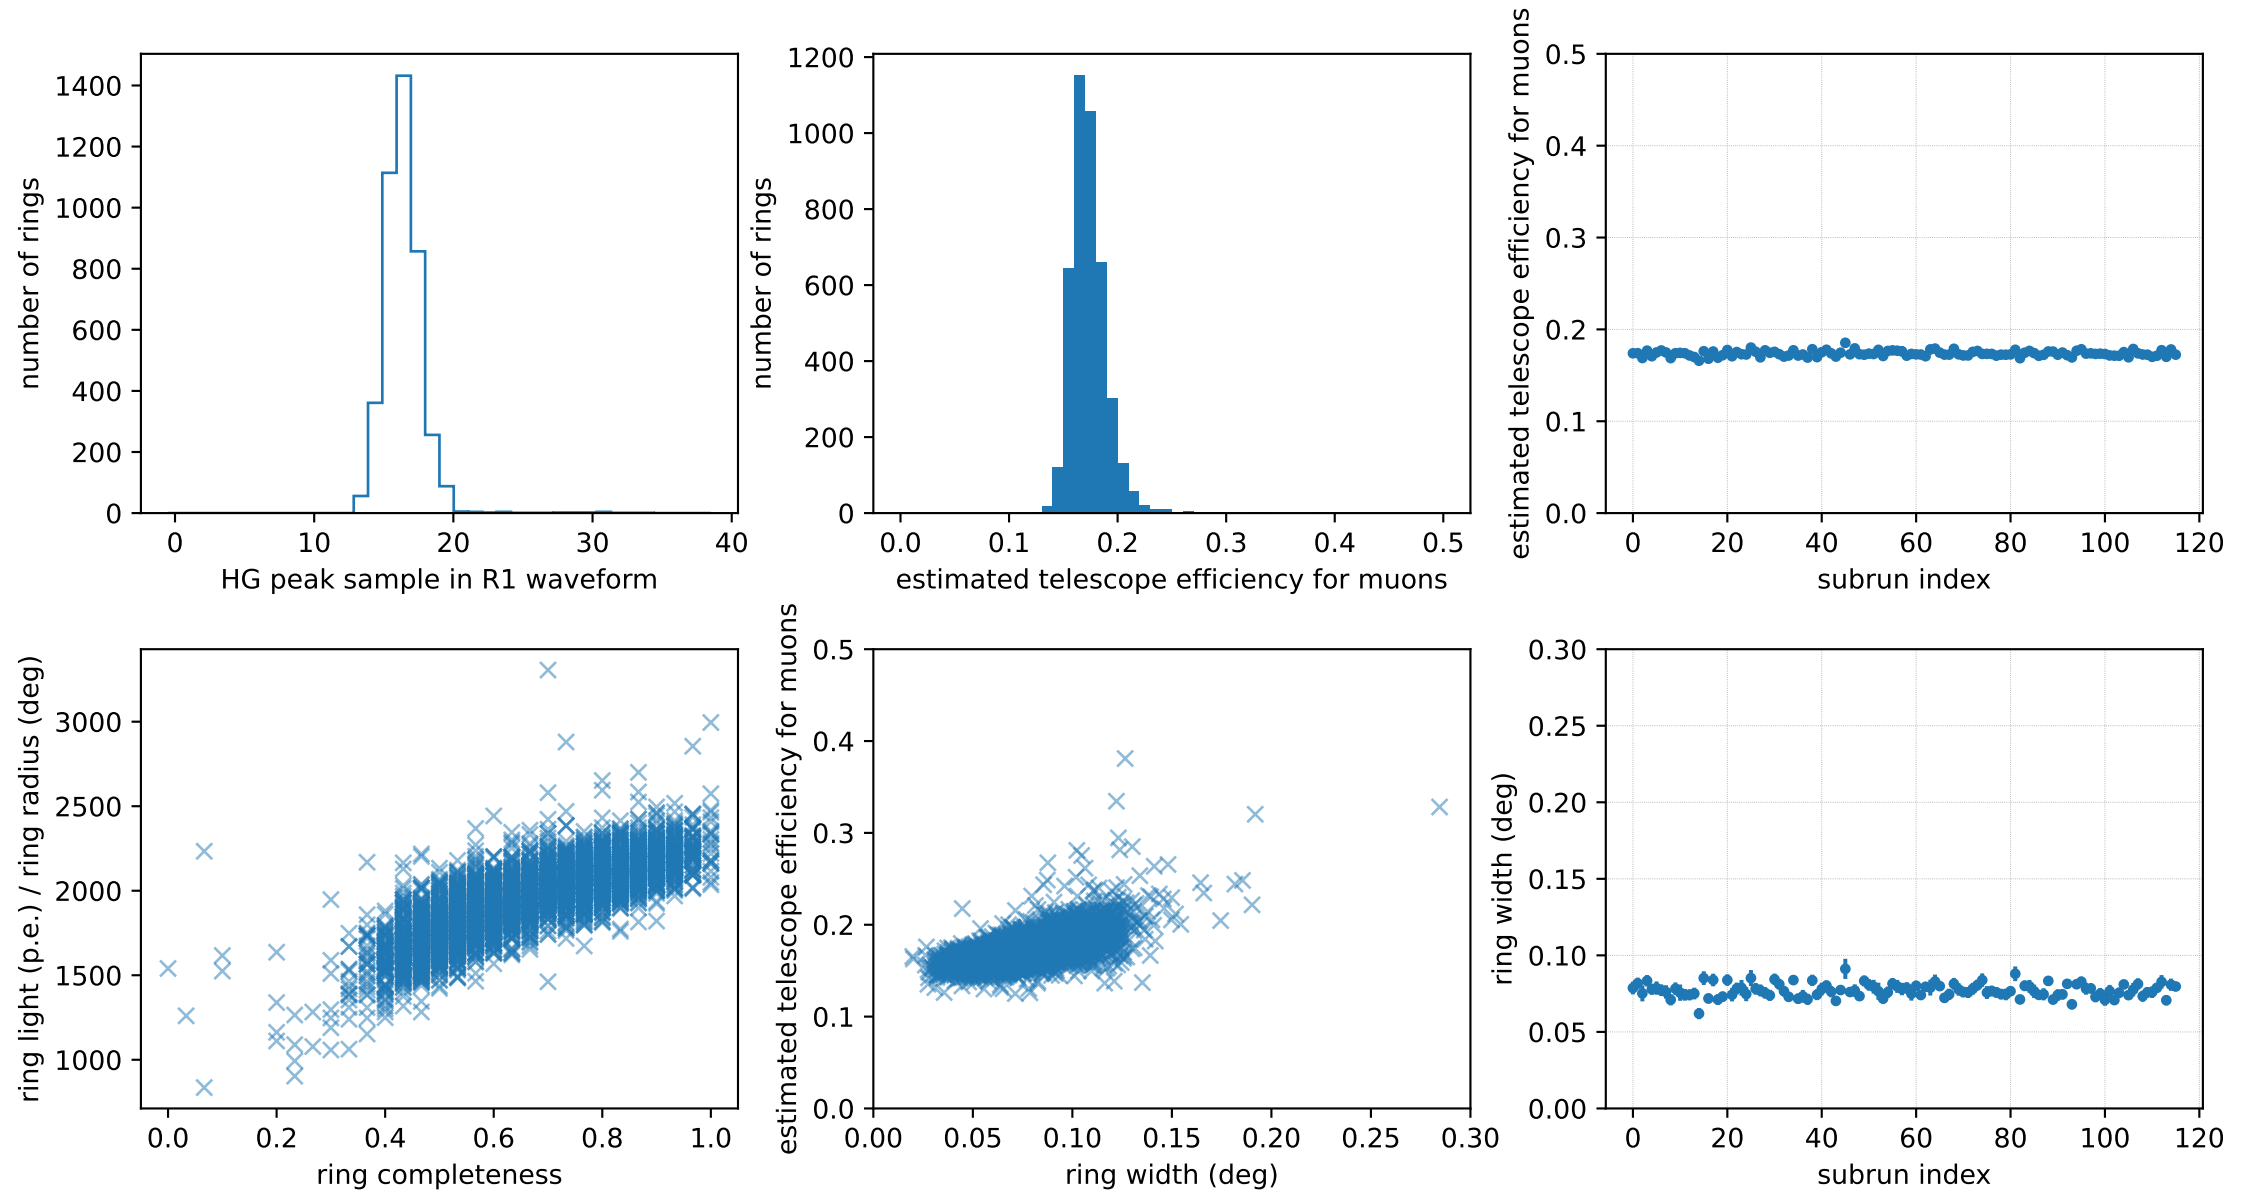 1400
1200
1000
800
600
400
200
0
number of rings
0 10 20 30 40
HG peak sample in R1 waveform
1200
1000
800
600
400
200
0
number of rings
0.0 0.1 0.2 0.3 0.4 0.5
estimated telescope efficiency for muons
0.5
0.4
0.3
0.2
0.1
0.0
estimated telescope efficiency for muons
0 20 40 60 80 100 120
subrun index
3000
2500
2000
1500
1000
ring light (p.e.) / ring radius (deg)
0.0 0.2 0.4 0.6 0.8 1.0
ring completeness
0.5
0.4
0.3
0.2
0.1
0.0
estimated telescope efficiency for muons
0.00 0.05 0.10 0.15 0.20 0.25 0.30
ring width (deg)
0.30
0.25
0.20
0.15
0.10
0.05
0.00
ring width (deg)
0 20 40 60 80 100 120
subrun index